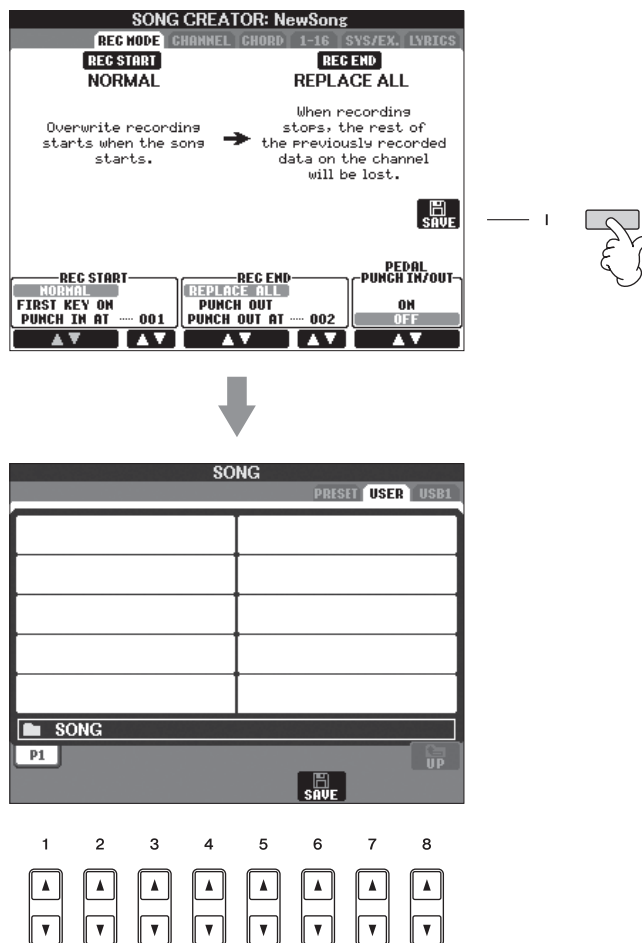 SONG CREATOR: NewSong
REC MODE CHANNEL CHORD 1-16 SYS/EX. LYRICS
REC START REC END
NORMAL REPLACE ALL
Overwrite recording
starts when the song
starts.
When recording
stops, the rest of
the previously recorded
data on the channel
will be lost.
SAVE
I
REC START
NORMAL
FIRST KEY ON
PUNCH IN AT ····· 001
REC END
REPLACE ALL
PUNCH OUT
PUNCH OUT AT ····· 002
PEDAL
PUNCH IN/OUT
ON
OFF
SONG
PRESET USER USB1
SONG
P1
UP
SAVE
1 2 3 4 5 6 7 8